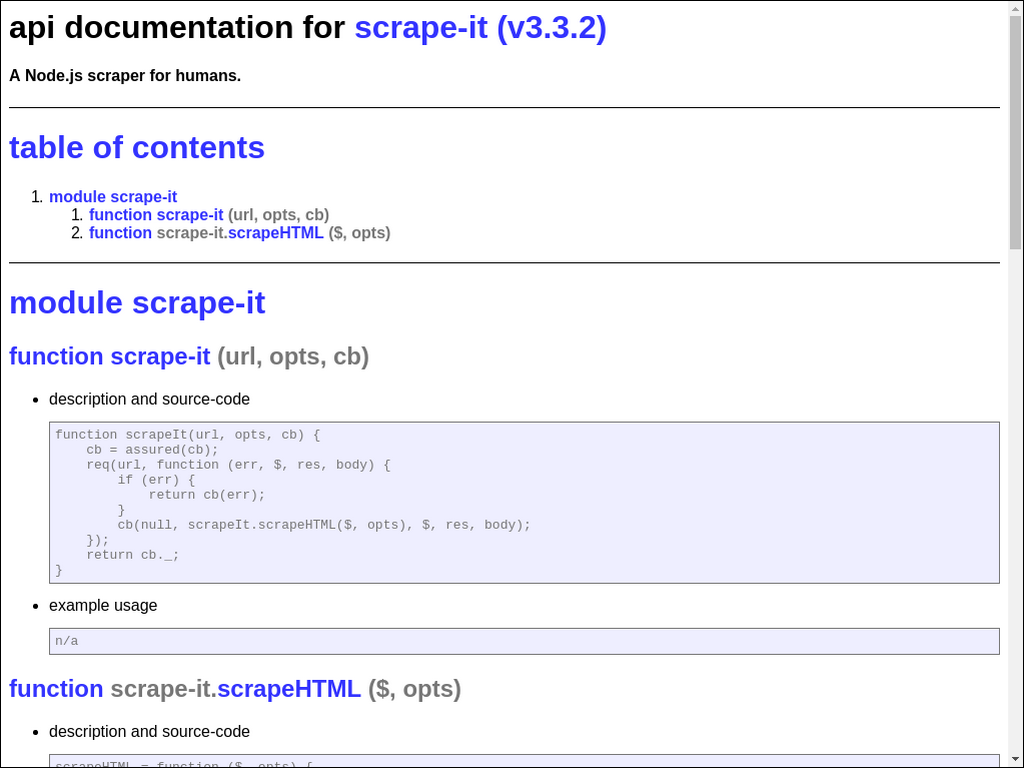 api documentation for scrape-it (v3.3.2)
A Node.js scraper for humans.
table of contents
1. module scrape-it
1. function scrape-it (url, opts, cb)
2. function scrape-it.scrapeHTML ($, opts)
module scrape-it
function scrape-it (url, opts, cb)
• description and source-code
function scrapeIt(url, opts, cb) {
    cb = assured(cb);
    req(url, function (err, $, res, body) {
        if (err) {
            return cb(err);
        }
        cb(null, scrapeIt.scrapeHTML($, opts), $, res, body);
    });
    return cb._;
}
• example usage
n/a
function scrape-it.scrapeHTML ($, opts)
• description and source-code
scrapeHTML = function ($, opts) {